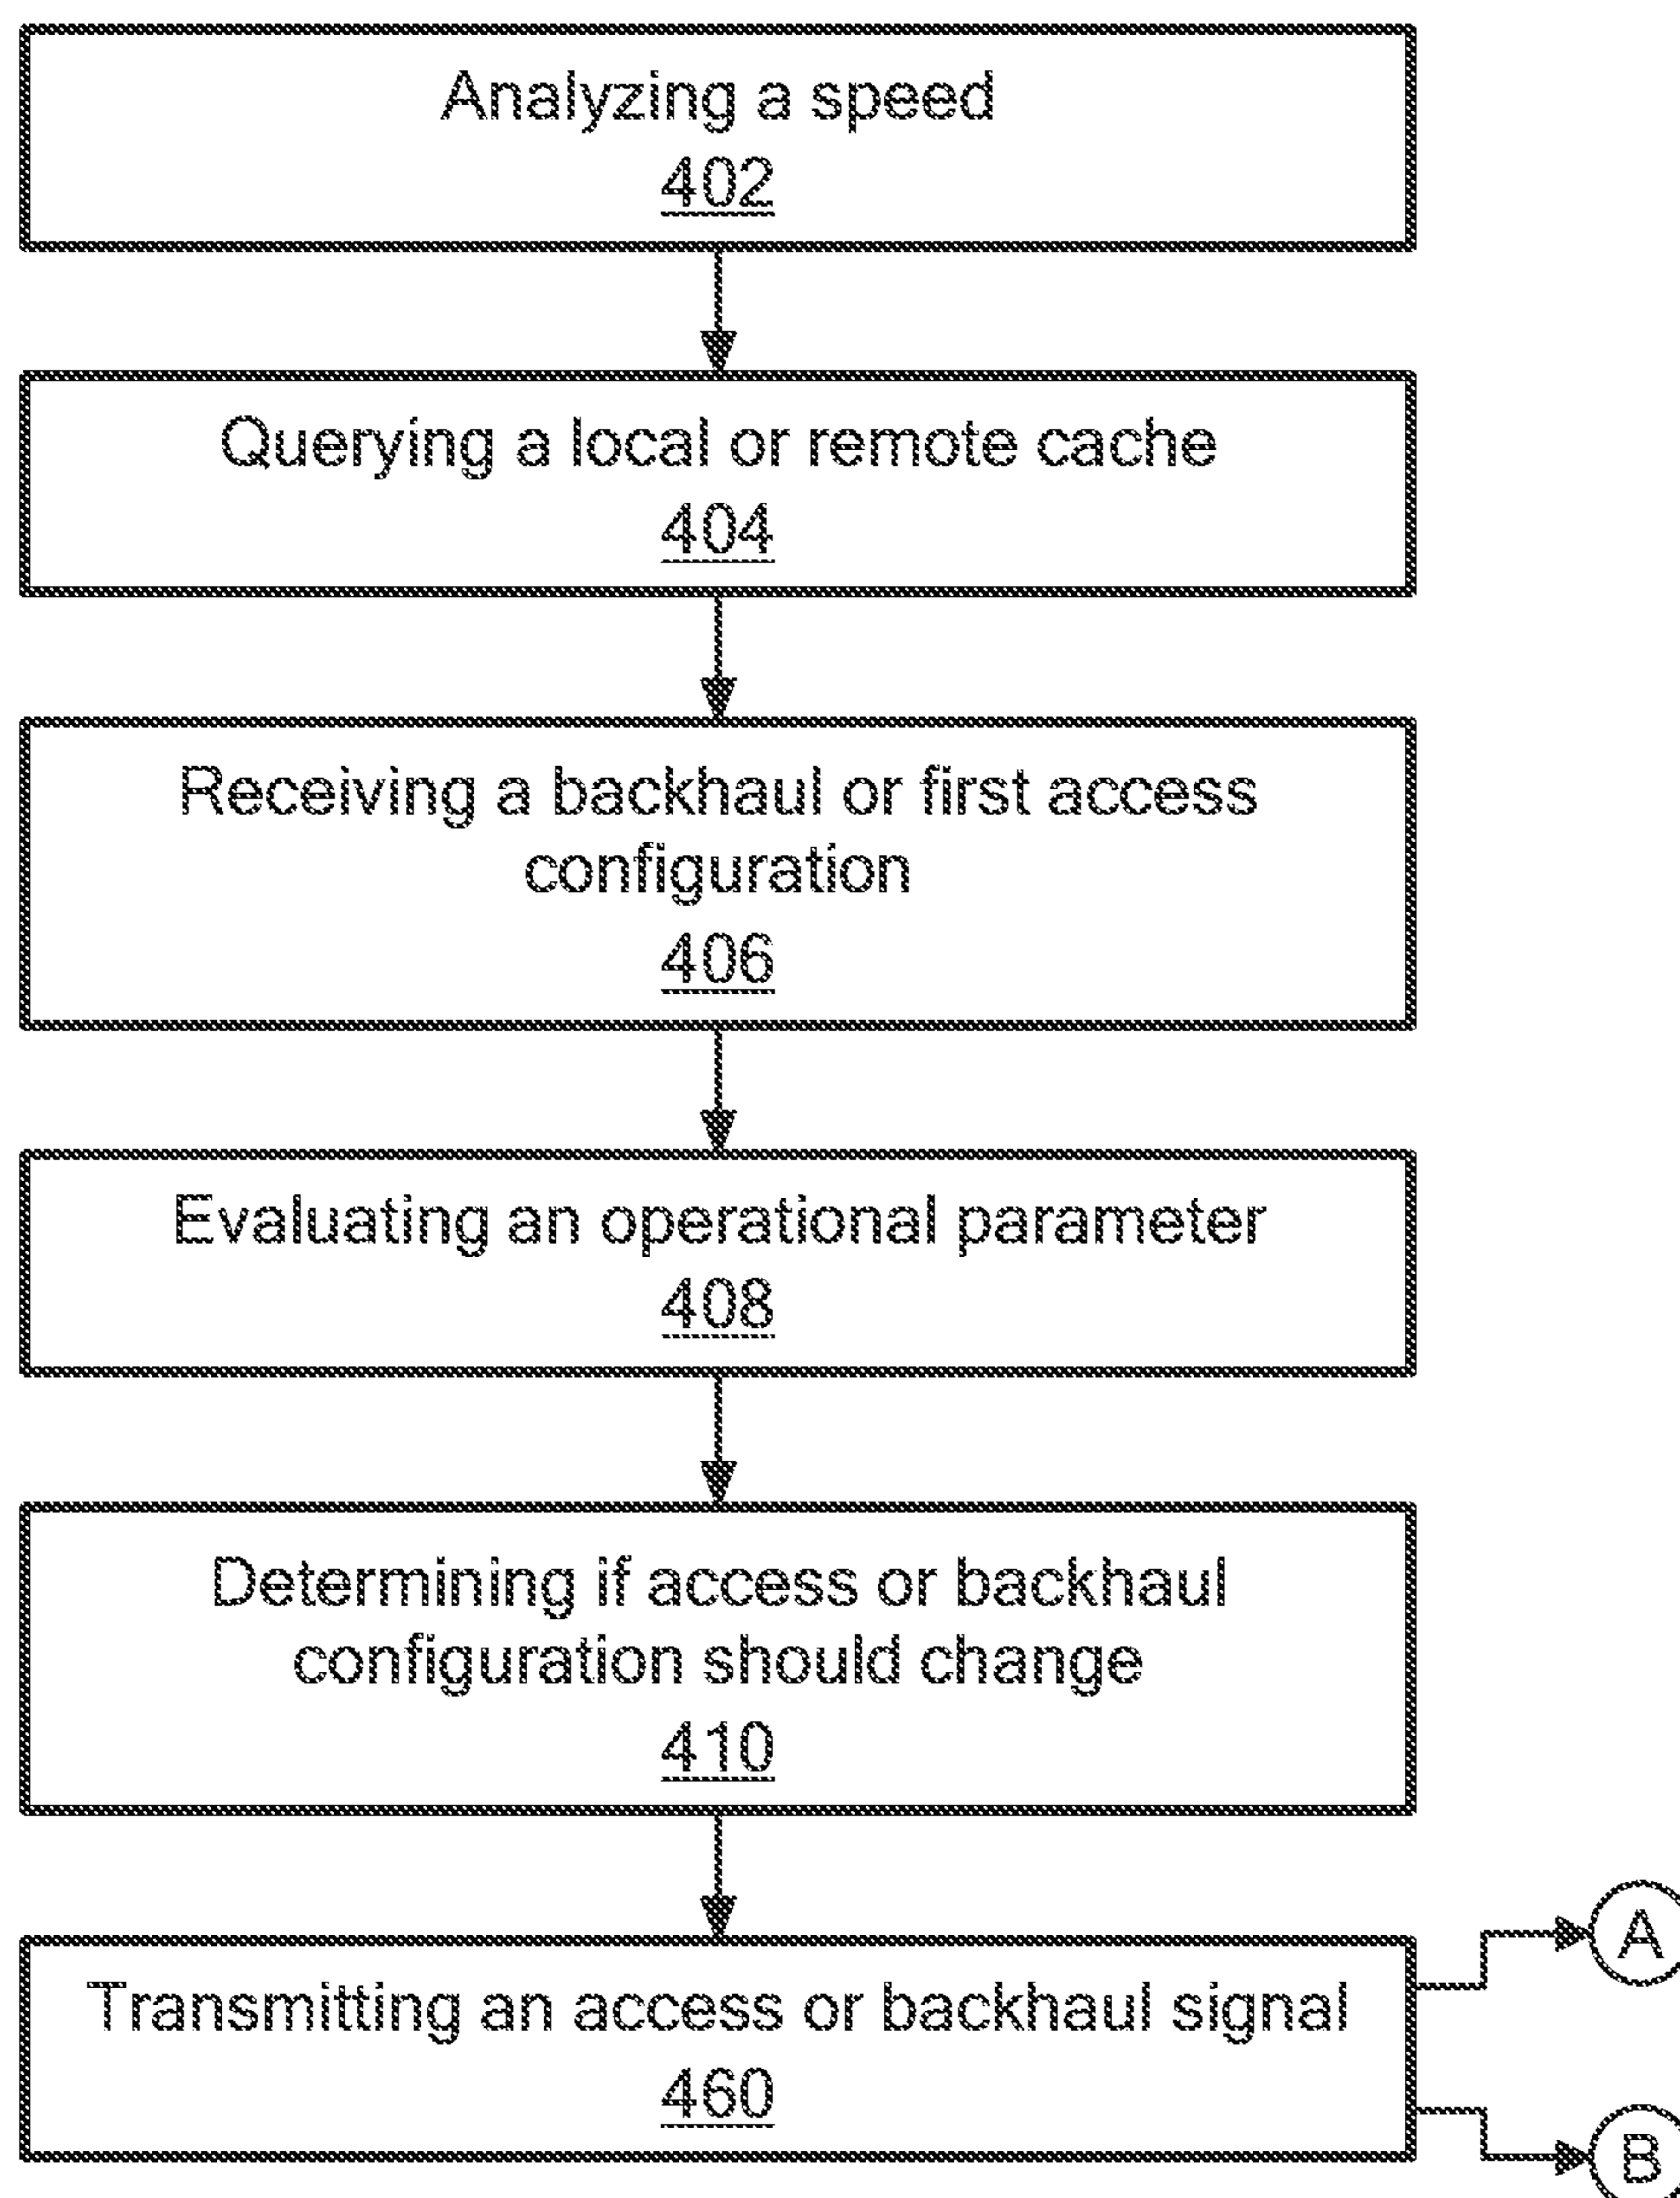 Analyzing a speed
402
Querying a local or remote cache
404
Receiving a backhaul or first access
configuration
406
Evaluating an operational parameter
408
Determining if access or backhaul
configuration should change
410
Transmitting an access or backhaul signal
460
A
B